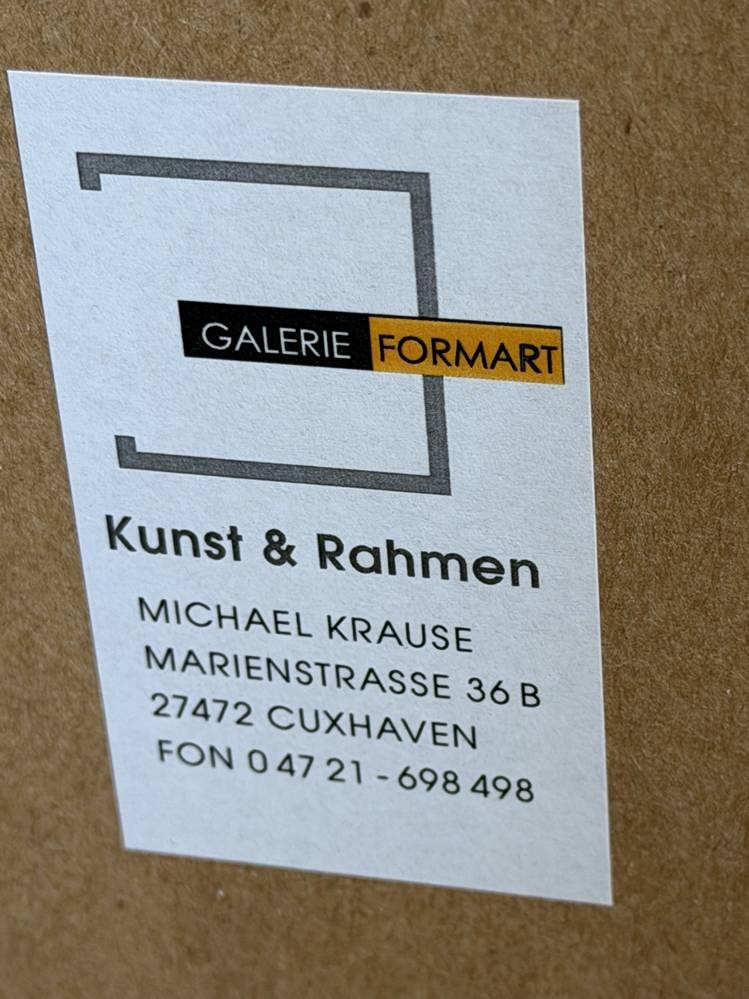 GALERIE FORMART
Kunst & Rahmen
MICHAEL KRAUSE
MARIENSTRASSE 36 B
27472 CUXHAVEN
FON 0 47 21 - 698 498